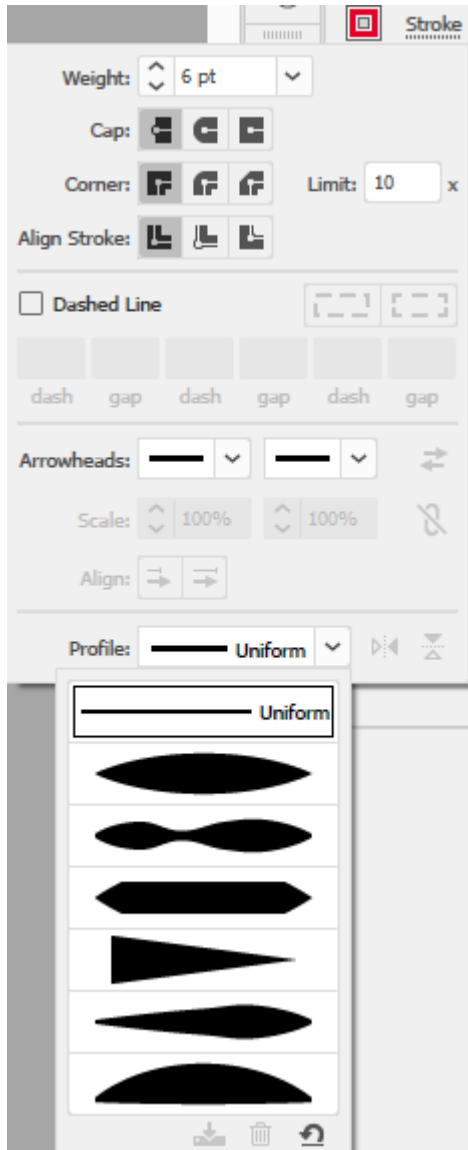 Stroke
Weight: 6 pt
Cap:
Corner: Limit: 10 x
Align Stroke:
Dashed Line
dash gap dash gap dash gap
Arrowheads:
Scale: 100% 100%
Align:
Profile: Uniform
Uniform